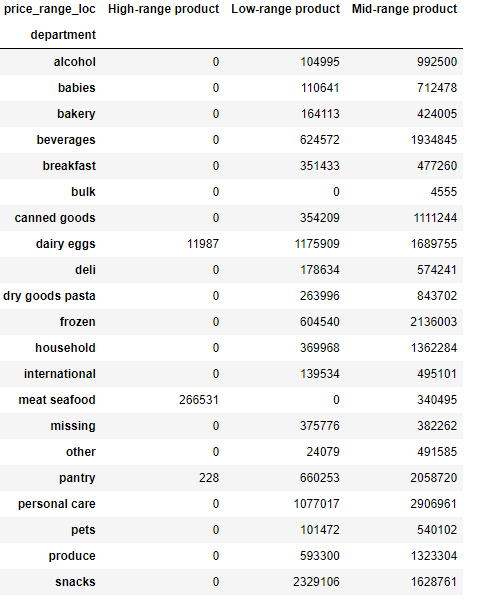 price_range_loc High-range product Low-range product Mid-range product
department
alcohol 0 104995 992500
babies 0 110641 712478
bakery 0 164113 424005
beverages 0 624572 1934845
breakfast 0 351433 477260
bulk 0 0 4555
canned goods 0 354209 1111244
dairy eggs 11987 1175909 1689755
deli 0 178634 574241
dry goods pasta 0 263996 843702
frozen 0 604540 2136003
household 0 369968 1362284
international 0 139534 495101
meat seafood 266531 0 340495
missing 0 375776 382262
other 0 24079 491585
pantry 228 660253 2058720
personal care 0 1077017 2906961
pets 0 101472 540102
produce 0 593300 1323304
snacks 0 2329106 1628761